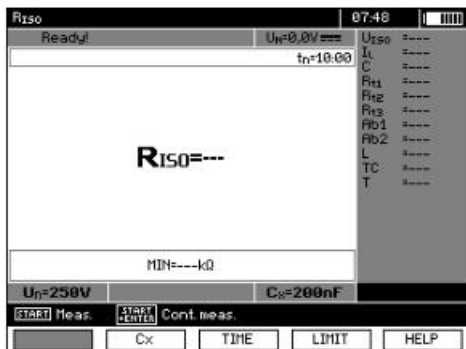 RISO 07:48
Ready! UN=0,0V
tn=10:00
RISO=---
MIN=---kΩ
Un=250V Cx=200nF
UISO =---
IL =---
C =---
Rt1 =---
Rt2 =---
Rt3 =---
Ab1 =---
Ab2 =---
L =---
TC =---
T =---
START Meas. START +ENTER Cont. meas.
Cx TIME LIMIT HELP